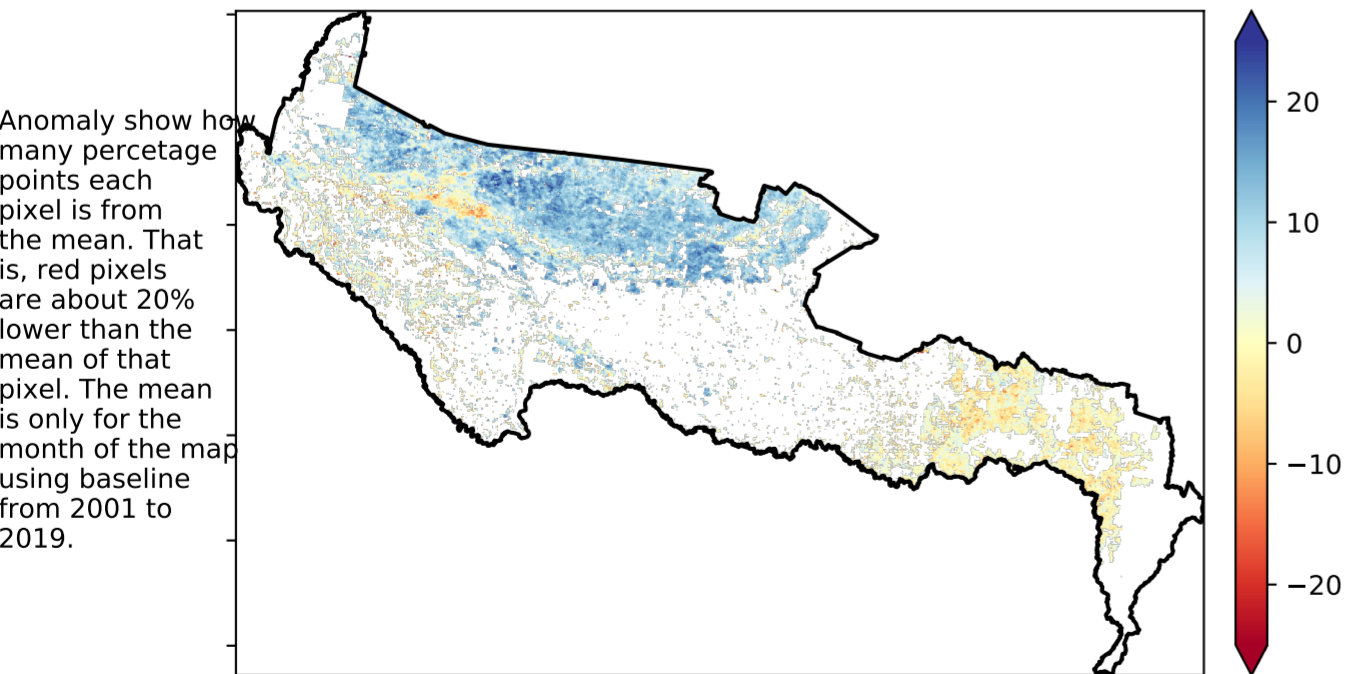 Anomaly show how
many percetage
points each
pixel is from
the mean. That
is, red pixels
are about 20%
lower than the
mean of that
pixel. The mean
is only for the
month of the map
using baseline
from 2001 to
2019.
20
10
0
−10
−20